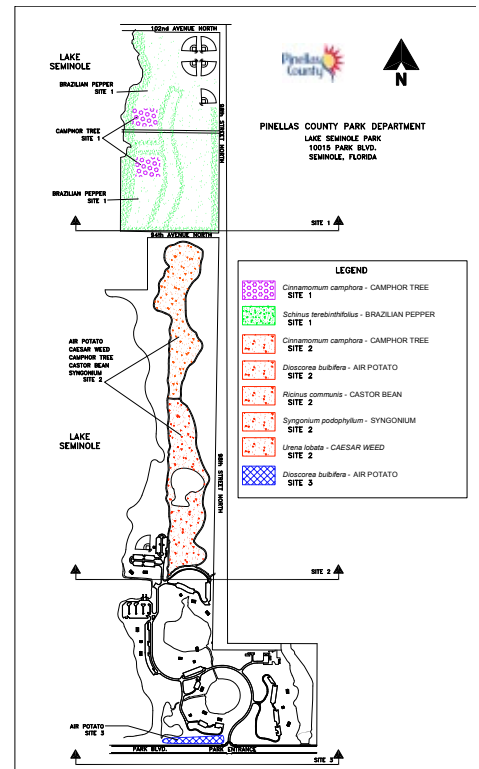 102nd AVENUE NORTH
LAKE
SEMINOLE
BRAZILIAN PEPPER
SITE 1
CAMPHOR TREE
SITE 1
BRAZILIAN PEPPER
SITE 1
98th STREET NORTH
Pinellas
County
N
PINELLAS COUNTY PARK DEPARTMENT
LAKE SEMINOLE PARK
10015 PARK BLVD.
SEMINOLE, FLORIDA
SITE 1
94th AVENUE NORTH
LEGEND
Cinnamomum camphora - CAMPHOR TREE
SITE 1
Schinus terebinthifolius - BRAZILIAN PEPPER
SITE 1
Cinnamomum camphora - CAMPHOR TREE
SITE 2
Dioscorea bulbifera - AIR POTATO
SITE 2
Ricinus communis - CASTOR BEAN
SITE 2
Syngonium podophyllum - SYNGONIUM
SITE 2
Urena lobata - CAESAR WEED
SITE 2
Dioscorea bulbifera - AIR POTATO
SITE 3
AIR POTATO
CAESAR WEED
CAMPHOR TREE
CASTOR BEAN
SYNGONIUM
SITE 2
LAKE
SEMINOLE
98th STREET NORTH
SITE 2
AIR POTATO
SITE 3
PARK BLVD.
PARK ENTRANCE
SITE 3